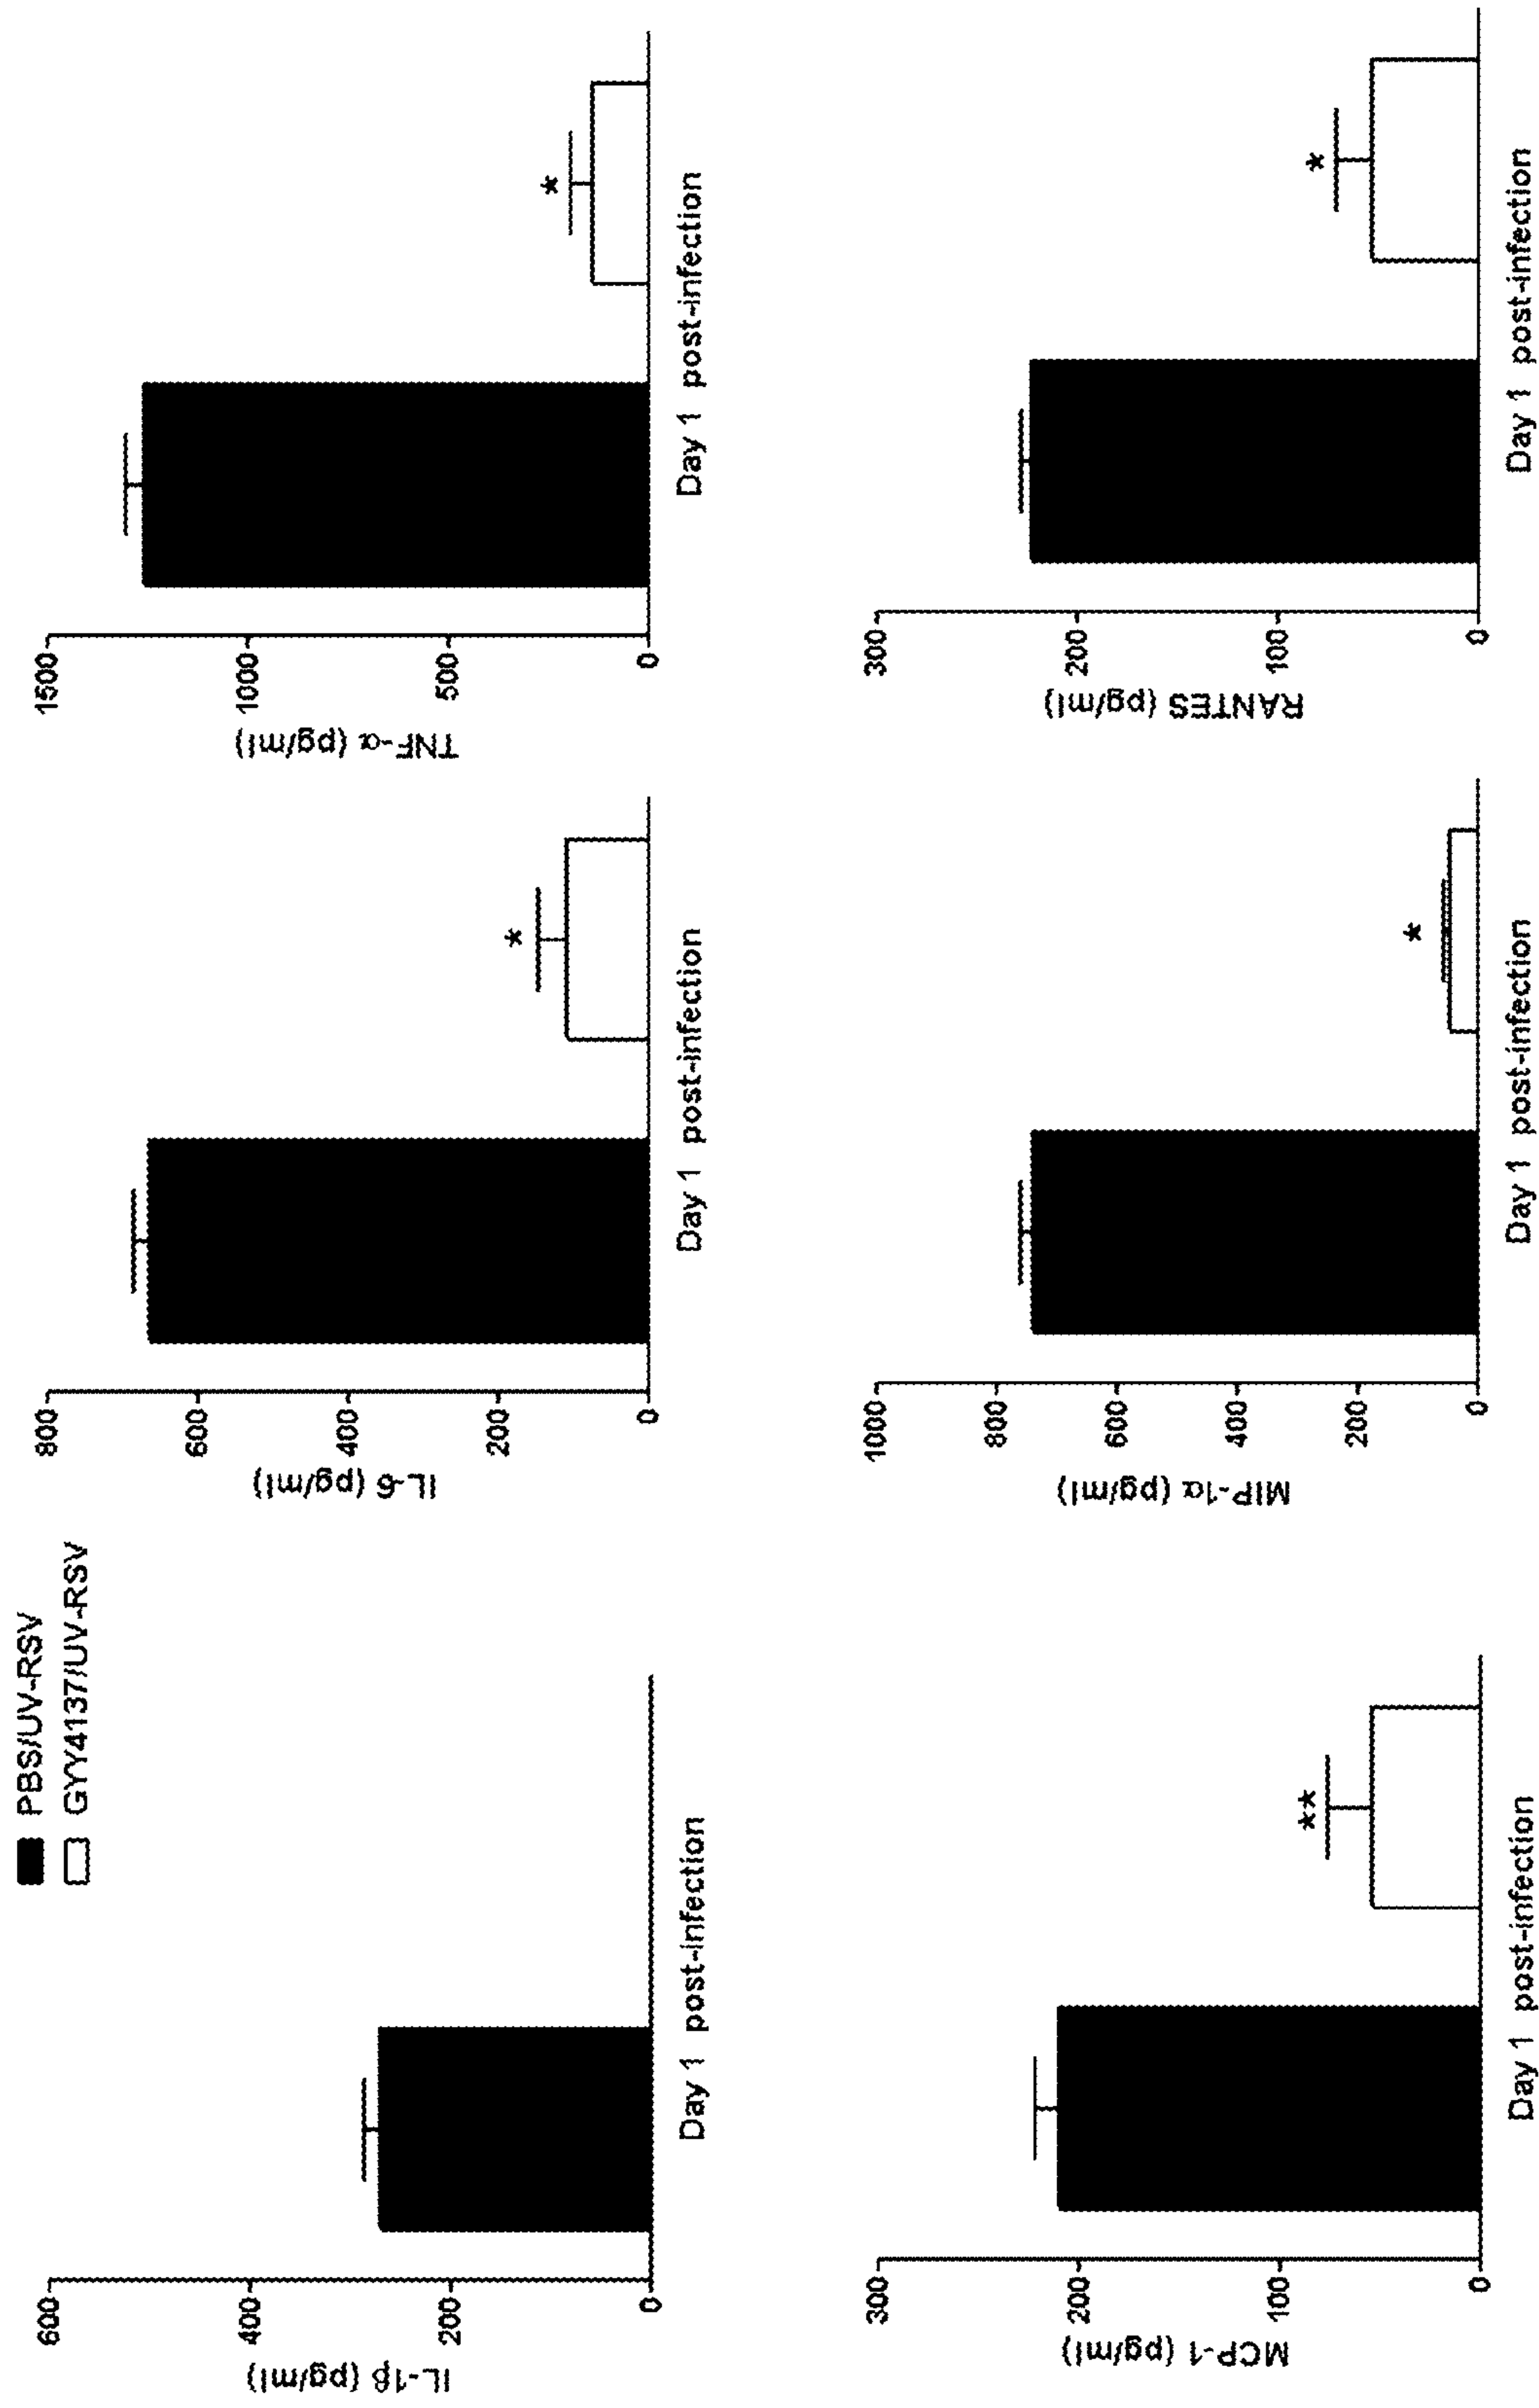 PBS/UV-RSV
GYY4137/UV-RSV
IL-1β (pg/ml)
600
400
200
0
Day 1 post-infection
IL-6 (pg/ml)
800
600
400
200
0
*
Day 1 post-infection
TNF-α (pg/ml)
1500
1000
500
0
*
Day 1 post-infection
MCP-1 (pg/ml)
300
200
100
0
**
Day 1 post-infection
MIP-1α (pg/ml)
1000
800
600
400
200
0
*
Day 1 post-infection
RANTES (pg/ml)
300
200
100
0
*
Day 1 post-infection